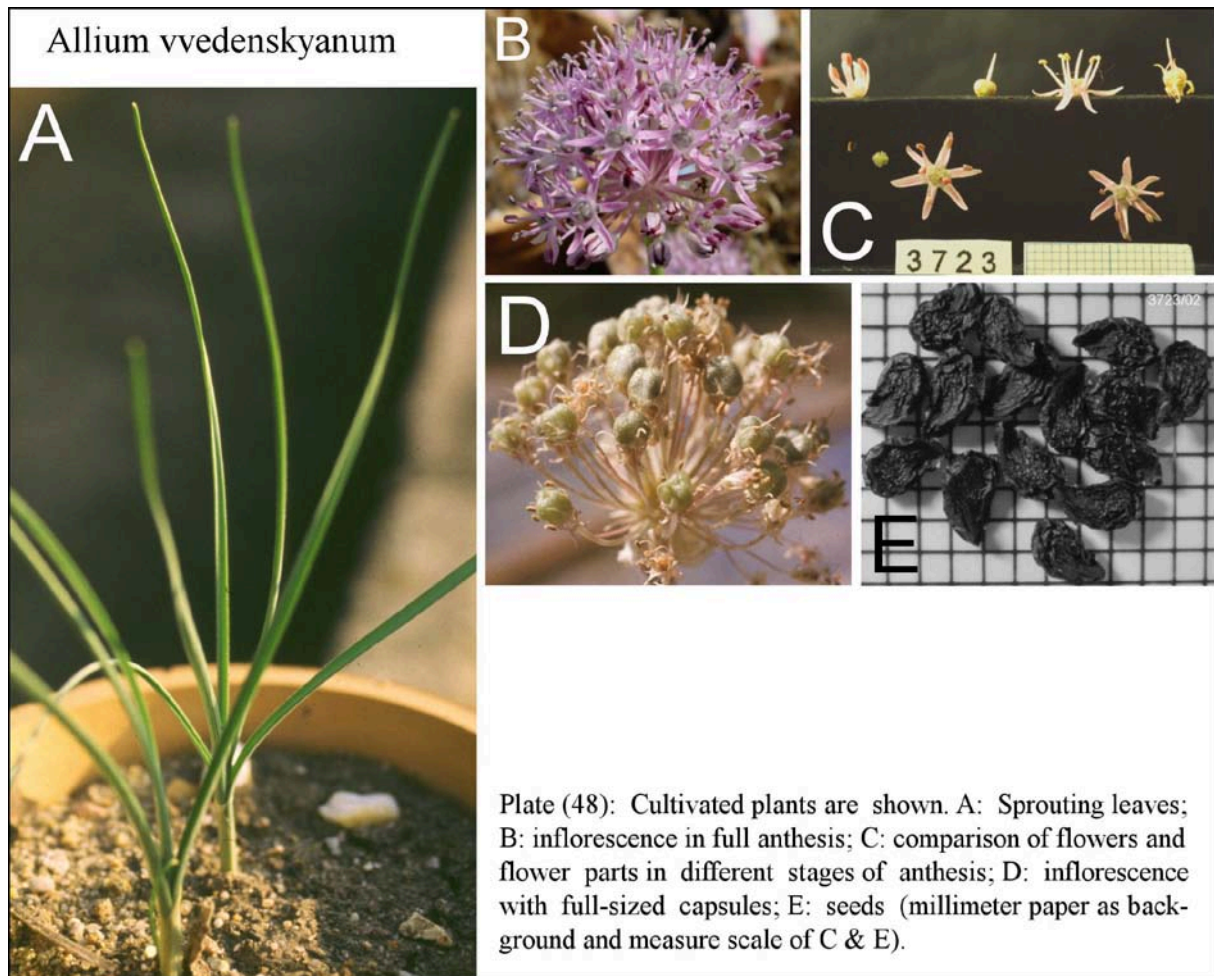 Allium vvedenskyanum
A
B
C
3723
D
3723/02
E
Plate (48): Cultivated plants are shown. A: Sprouting leaves;
B: inflorescence in full anthesis; C: comparison of flowers and
flower parts in different stages of anthesis; D: inflorescence
with full-sized capsules; E: seeds (millimeter paper as back-
ground and measure scale of C & E).